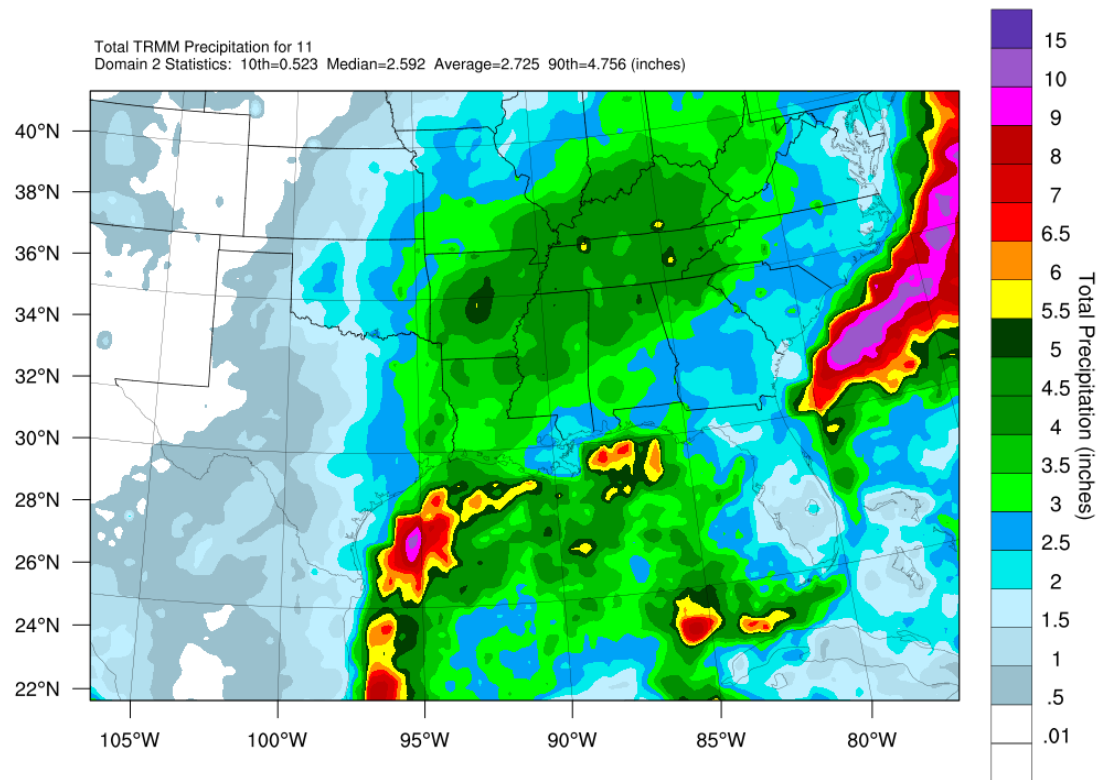 Total TRMM Precipitation for 11
Domain 2 Statistics: 10th=0.523 Median=2.592 Average=2.725 90th=4.756 (inches)
40°N
38°N
36°N
34°N
32°N
30°N
28°N
26°N
24°N
22°N
105°W 100°W 95°W 90°W 85°W 80°W
15
10
9
8
7
6.5
6
5.5
5
4.5
4
3.5
3
2.5
2
1.5
1
.5
.01
Total Precipitation (inches)